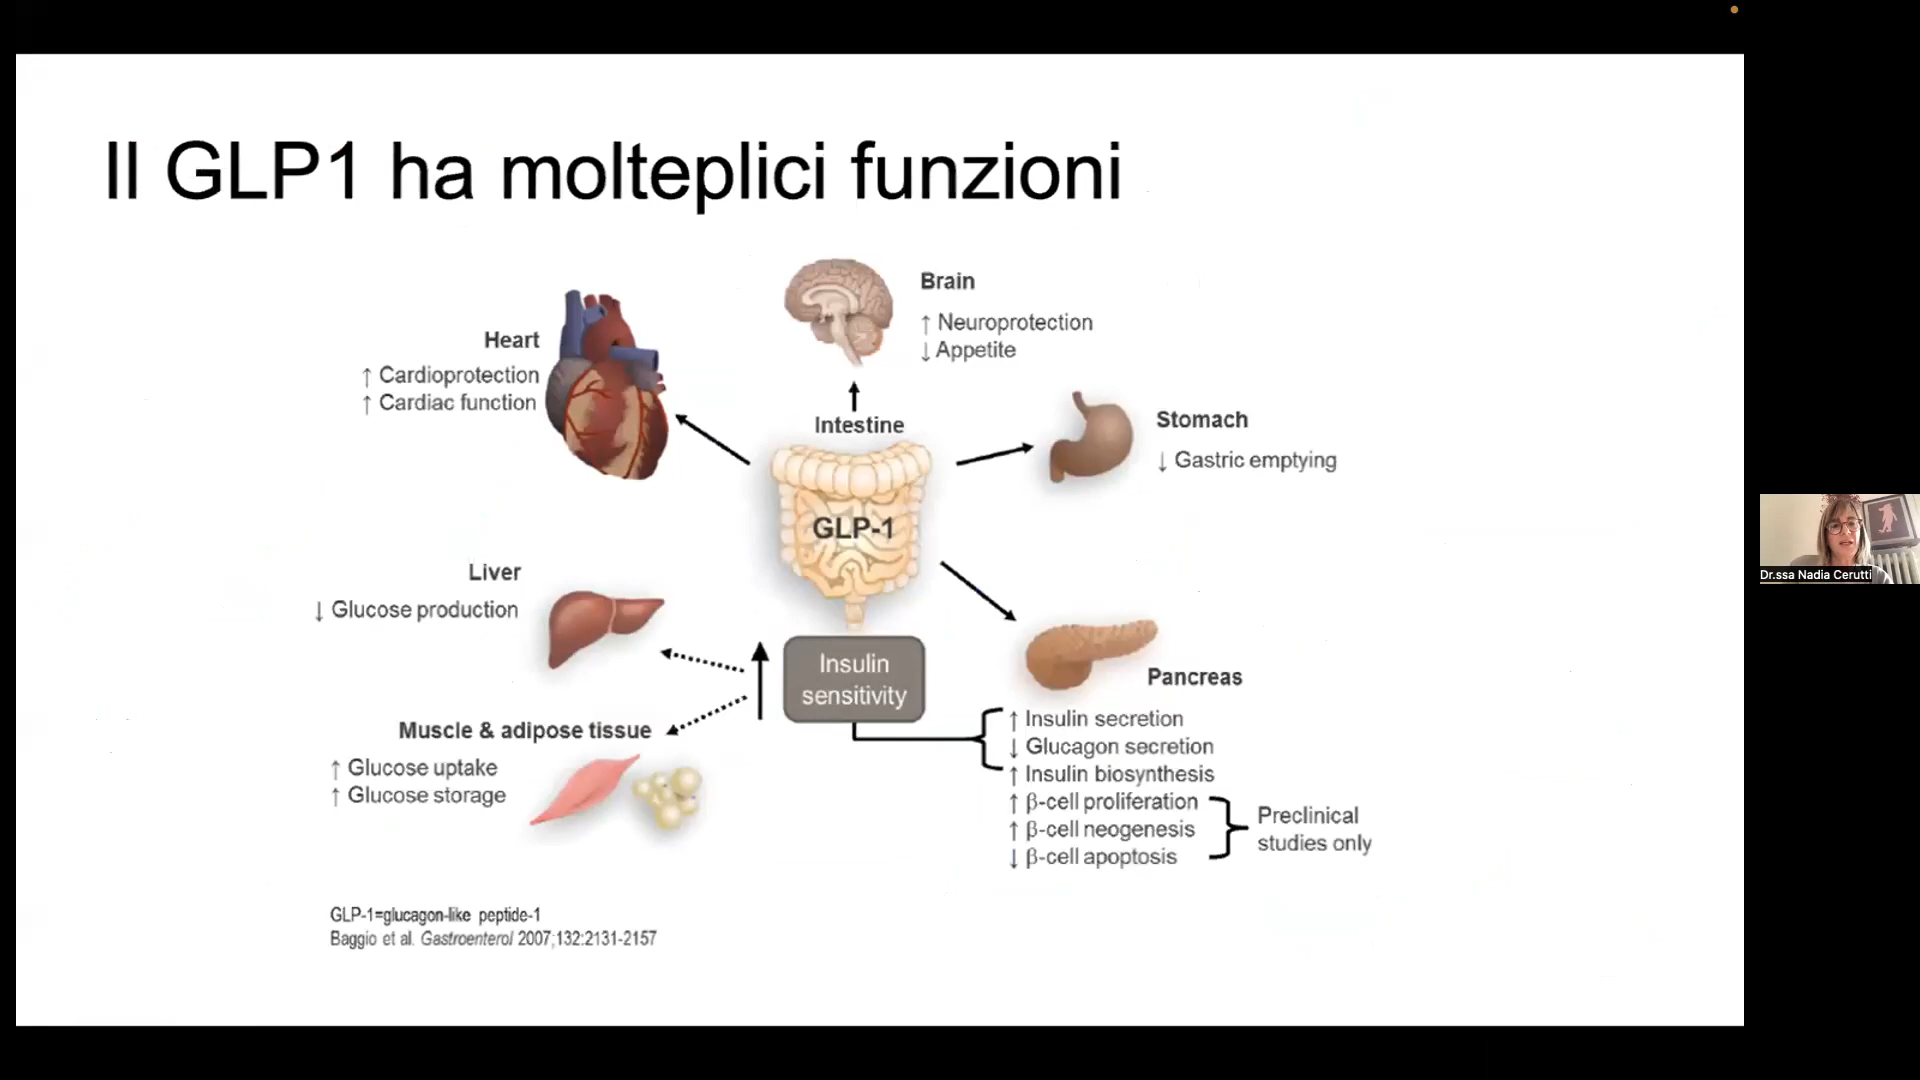 Il GLP1 ha molteplici funzioni
Brain
↑ Neuroprotection
↓ Appetite
Heart
↑ Cardioprotection
↑ Cardiac function
Intestine
GLP-1
Stomach
↓ Gastric emptying
Liver
↓ Glucose production
Insulin
sensitivity
Muscle & adipose tissue
↑ Glucose uptake
↑ Glucose storage
Pancreas
↑ Insulin secretion
↓ Glucagon secretion
↑ Insulin biosynthesis
↑ β-cell proliferation
↑ β-cell neogenesis
↓ β-cell apoptosis
Preclinical
studies only
GLP-1=glucagon-like peptide-1
Baggio et al. Gastroenterol 2007;132:2131-2157
Dr.ssa Nadia Cerutti